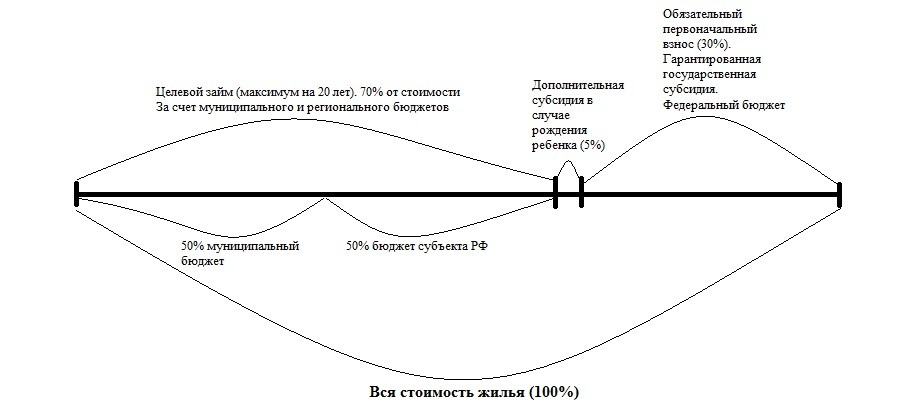 Обязательный
первоначальный
взнос (30%).
Гарантированная
государственная
субсидия.
Федеральный бюджет
Целевой займ (максимум на 20 лет). 70% от стоимости
За счет муниципального и регионального бюджетов
Дополнительная
субсидия в
случае
рождения
ребенка (5%)
50% муниципальный
бюджет
50% бюджет субъекта РФ
Вся стоимость жилья (100%)